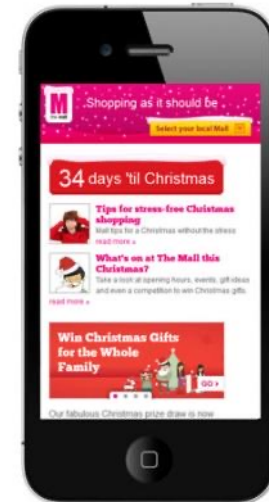 M
the mall
Shopping as it should be
Select your local Mall
34 days 'til Christmas
Tips for stress-free Christmas
shopping
Mall tips for a Christmas without the stress
read more »
What's on at The Mall this
Christmas?
Take a look at opening hours, events, gift ideas
and even a competition to win Christmas gifts.
read more »
Win Christmas Gifts
for the Whole
Family
GO ›
Our fabulous Christmas prize draw is now